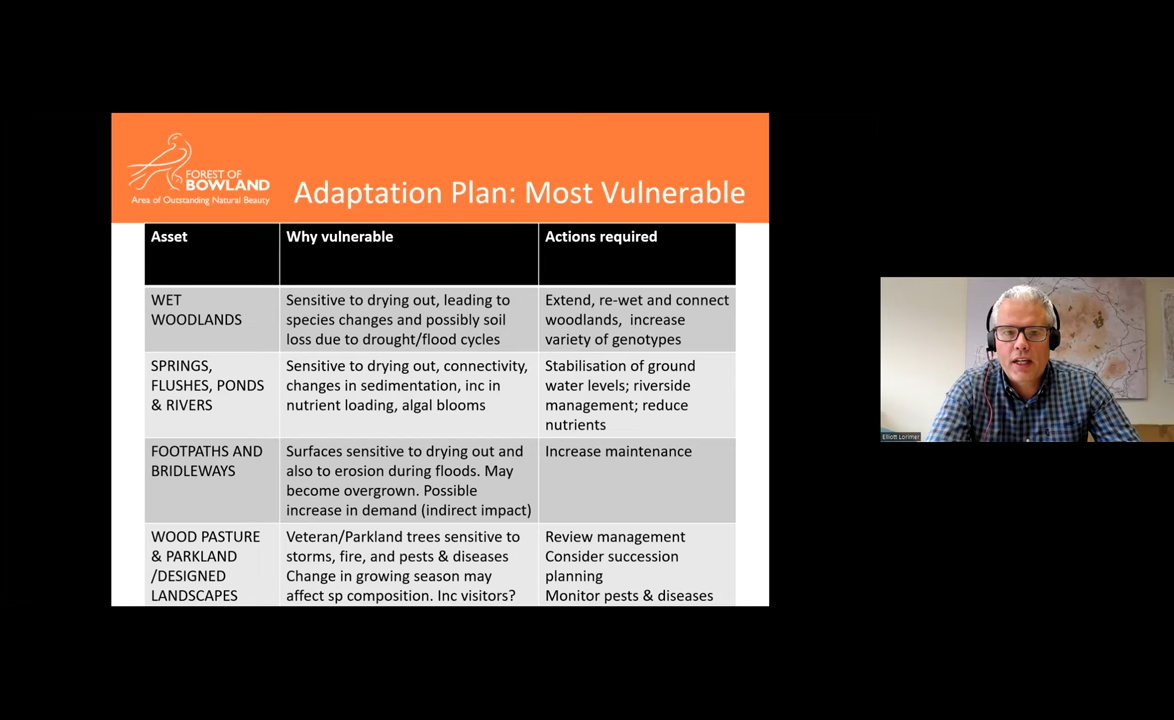 FOREST OF
BOWLAND
Area of Outstanding Natural Beauty
Adaptation Plan: Most Vulnerable
Asset
Why vulnerable
Actions required
WET
WOODLANDS
Sensitive to drying out, leading to
species changes and possibly soil
loss due to drought/flood cycles
Extend, re-wet and connect
woodlands, increase
variety of genotypes
SPRINGS,
FLUSHES, PONDS
& RIVERS
Sensitive to drying out, connectivity,
changes in sedimentation, inc in
nutrient loading, algal blooms
Stabilisation of ground
water levels; riverside
management; reduce
nutrients
FOOTPATHS AND
BRIDLEWAYS
Surfaces sensitive to drying out and
also to erosion during floods. May
become overgrown. Possible
increase in demand (indirect impact)
Increase maintenance
WOOD PASTURE
& PARKLAND
/DESIGNED
LANDSCAPES
Veteran/Parkland trees sensitive to
storms, fire, and pests & diseases
Change in growing season may
affect sp composition. Inc visitors?
Review management
Consider succession
planning
Monitor pests & diseases
Elliott Lorimer